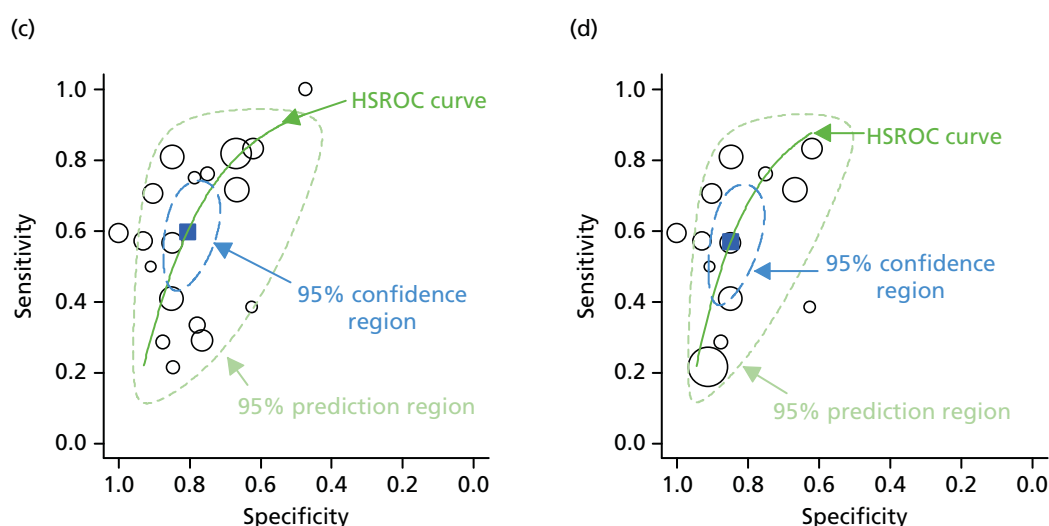 (c)
Sensitivity
1.0
0.8
0.6
0.4
0.2
0.0
HSROC curve
95% confidence
region
95% prediction region
1.0 0.8 0.6 0.4 0.2 0.0
Specificity
(d)
Sensitivity
1.0
0.8
0.6
0.4
0.2
0.0
HSROC curve
95% confidence
region
95% prediction region
1.0 0.8 0.6 0.4 0.2 0.0
Specificity